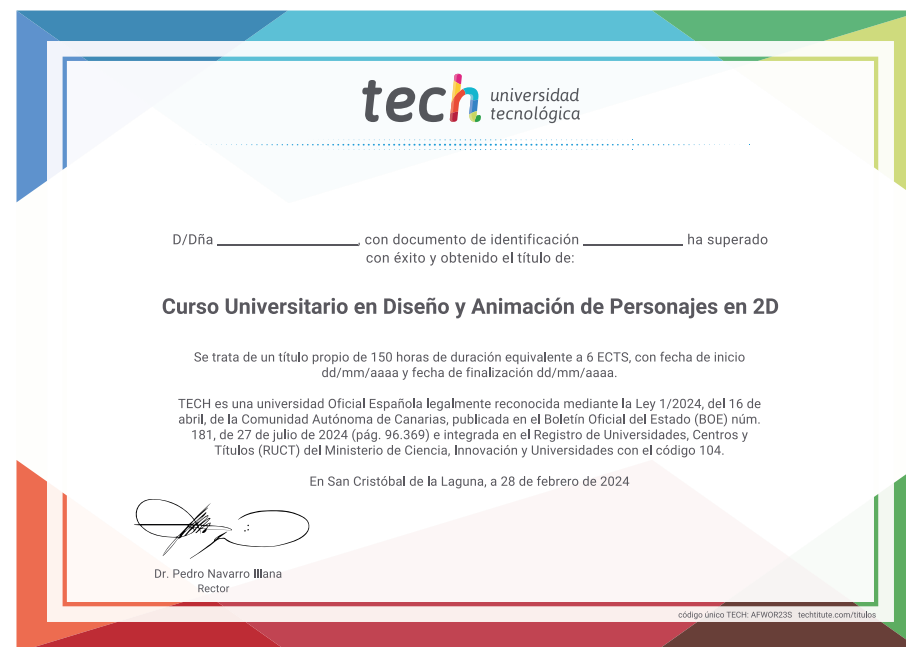 tech universidad
tecnológica
D/Dña ____________________, con documento de identificación ______________ ha superado
con éxito y obtenido el título de:
Curso Universitario en Diseño y Animación de Personajes en 2D
Se trata de un título propio de 150 horas de duración equivalente a 6 ECTS, con fecha de inicio
dd/mm/aaaa y fecha de finalización dd/mm/aaaa.
TECH es una universidad Oficial Española legalmente reconocida mediante la Ley 1/2024, del 16 de
abril, de la Comunidad Autónoma de Canarias, publicada en el Boletín Oficial del Estado (BOE) núm.
181, de 27 de julio de 2024 (pág. 96.369) e integrada en el Registro de Universidades, Centros y
Títulos (RUCT) del Ministerio de Ciencia, Innovación y Universidades con el código 104.
En San Cristóbal de la Laguna, a 28 de febrero de 2024
Dr. Pedro Navarro Illana
Rector
código único TECH: AFWOR23S techtitute.com/titulos